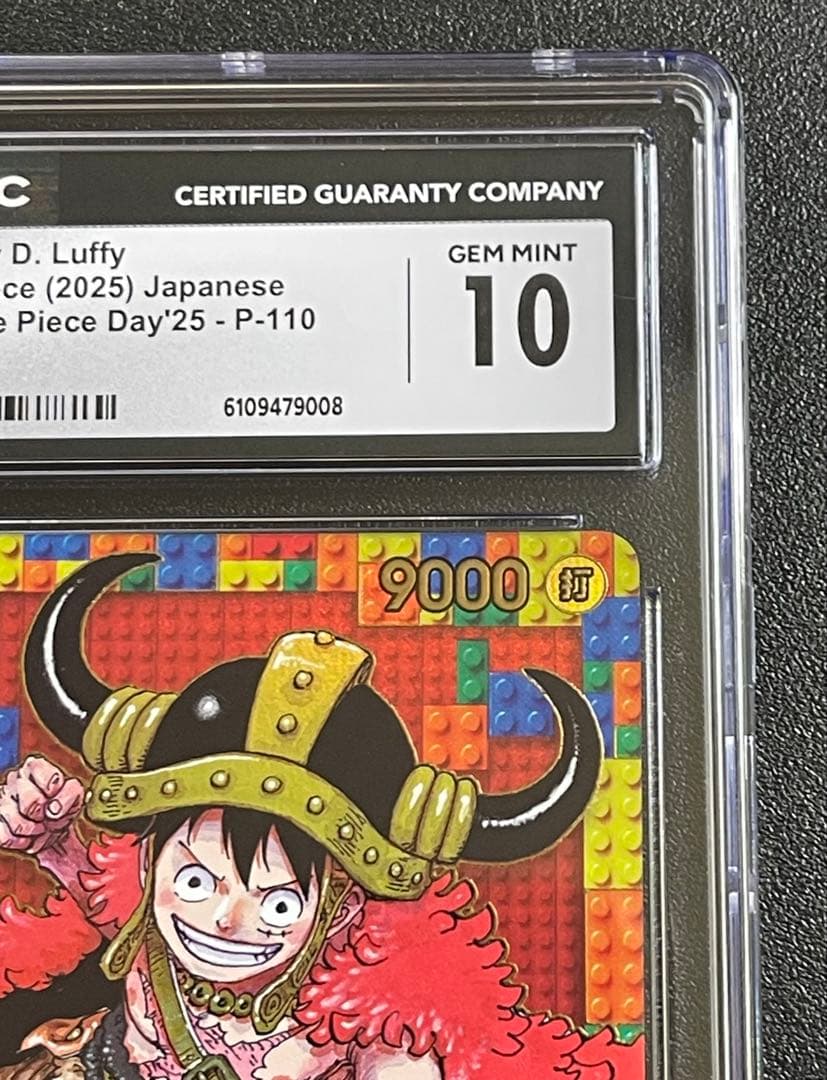 C
CERTIFIED GUARANTY COMPANY
D. Luffy
ce (2025) Japanese
e Piece Day'25 - P-110
6109479008
GEM MINT
10
9000 打